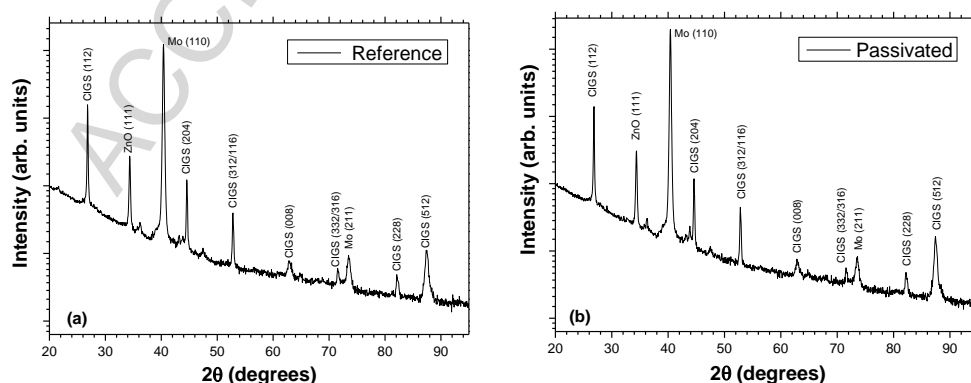 ACC
Mo (110)
Reference
CIGS (112)
ZnO (111)
CIGS (204)
CIGS (312/116)
CIGS (008)
CIGS (332/316)
Mo (211)
CIGS (228)
CIGS (512)
Intensity (arb. units)
(a)
20 30 40 50 60 70 80 90
2θ (degrees)
Mo (110)
Passivated
CIGS (112)
ZnO (111)
CIGS (204)
CIGS (312/116)
CIGS (008)
CIGS (332/316)
Mo (211)
CIGS (228)
CIGS (512)
Intensity (arb. units)
(b)
20 30 40 50 60 70 80 90
2θ (degrees)